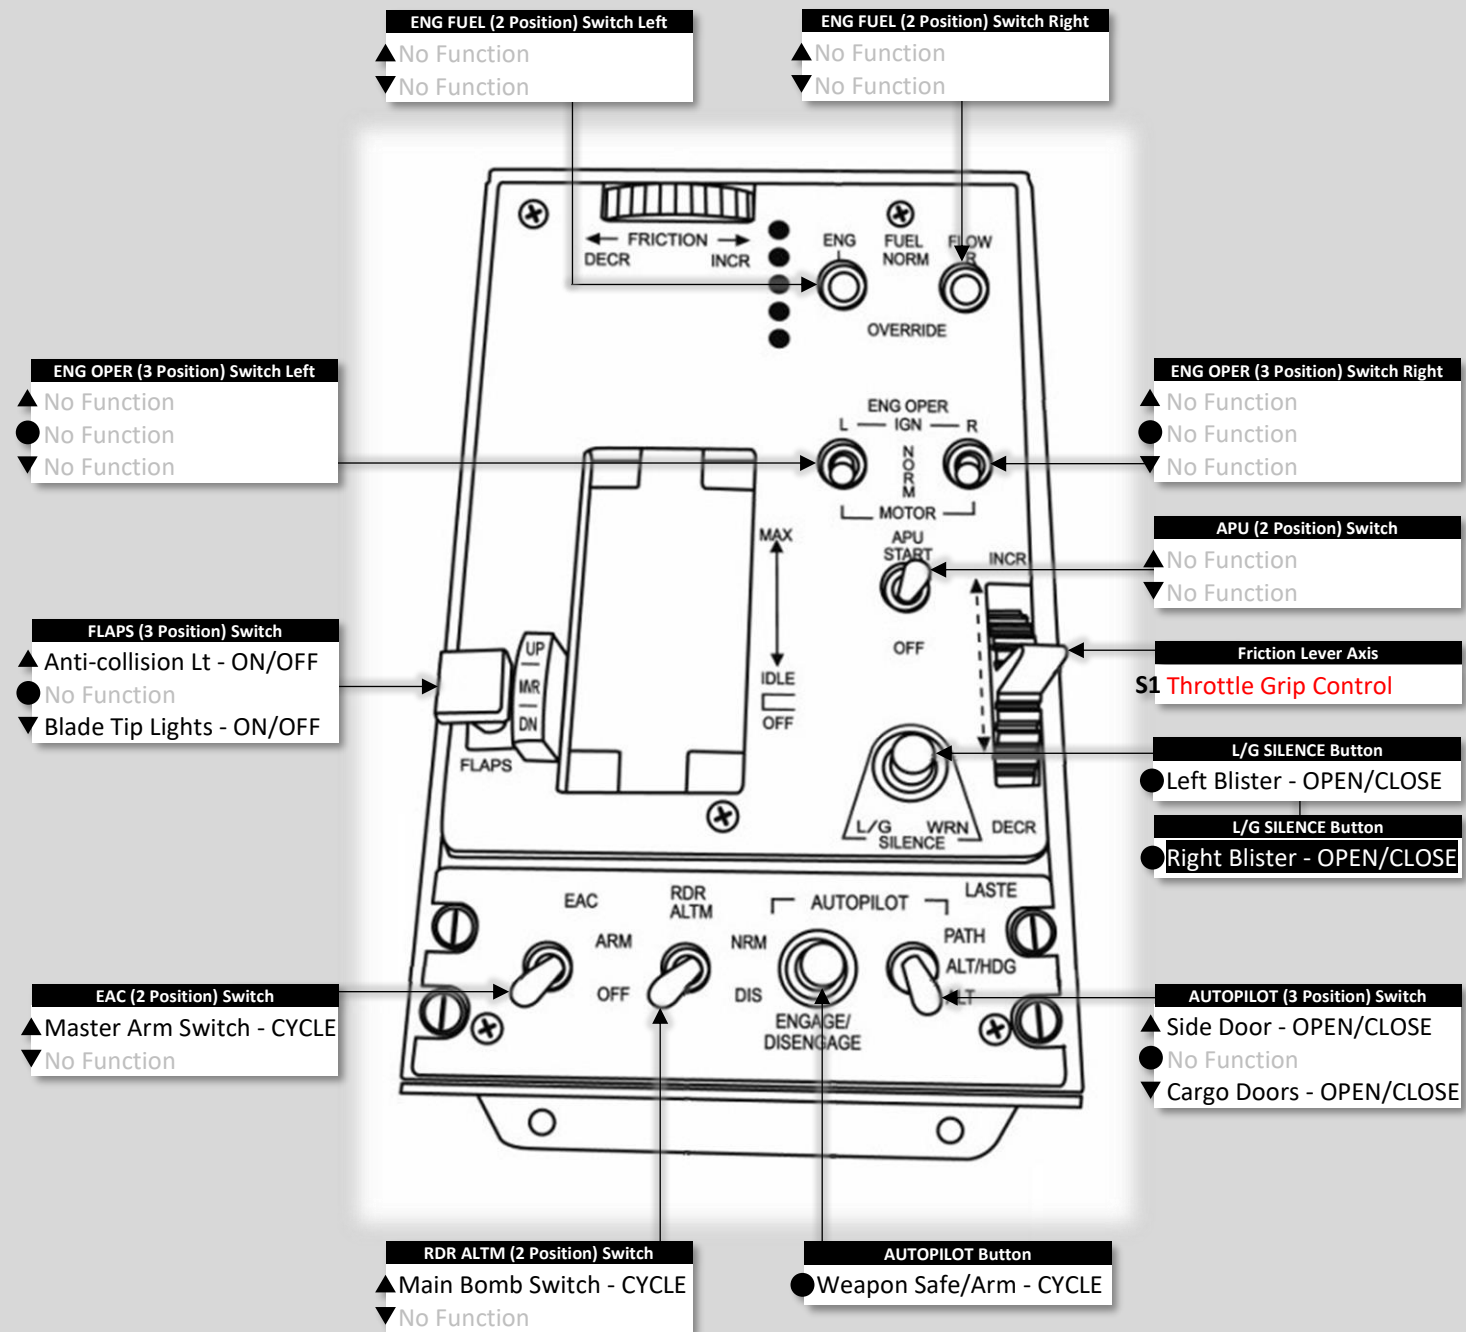 ENG FUEL (2 Position) Switch Left
No Function
No Function
ENG FUEL (2 Position) Switch Right
No Function
No Function
FRICTION
DECR
INCR
ENG
L
FUEL
NORM
FLOW
R
OVERRIDE
ENG OPER (3 Position) Switch Left
No Function
No Function
No Function
ENG OPER (3 Position) Switch Right
No Function
No Function
No Function
ENG OPER
L
IGN
R
NORM
MOTOR
APU (2 Position) Switch
No Function
No Function
MAX
APU
START
INCR
OFF
IDLE
OFF
FLAPS (3 Position) Switch
Anti-collision Lt - ON/OFF
No Function
Blade Tip Lights - ON/OFF
UP
MVR
DN
FLAPS
Friction Lever Axis
S1 Throttle Grip Control
L/G SILENCE Button
Left Blister - OPEN/CLOSE
L/G SILENCE Button
Right Blister - OPEN/CLOSE
L/G WRN
SILENCE
DECR
EAC
RDR
ALTM
AUTOPILOT
LASTE
ARM
NRM
PATH
ALT/HDG
OFF
DIS
ALT
ENGAGE/
DISENGAGE
EAC (2 Position) Switch
Master Arm Switch - CYCLE
No Function
AUTOPILOT (3 Position) Switch
Side Door - OPEN/CLOSE
No Function
Cargo Doors - OPEN/CLOSE
RDR ALTM (2 Position) Switch
Main Bomb Switch - CYCLE
No Function
AUTOPILOT Button
Weapon Safe/Arm - CYCLE